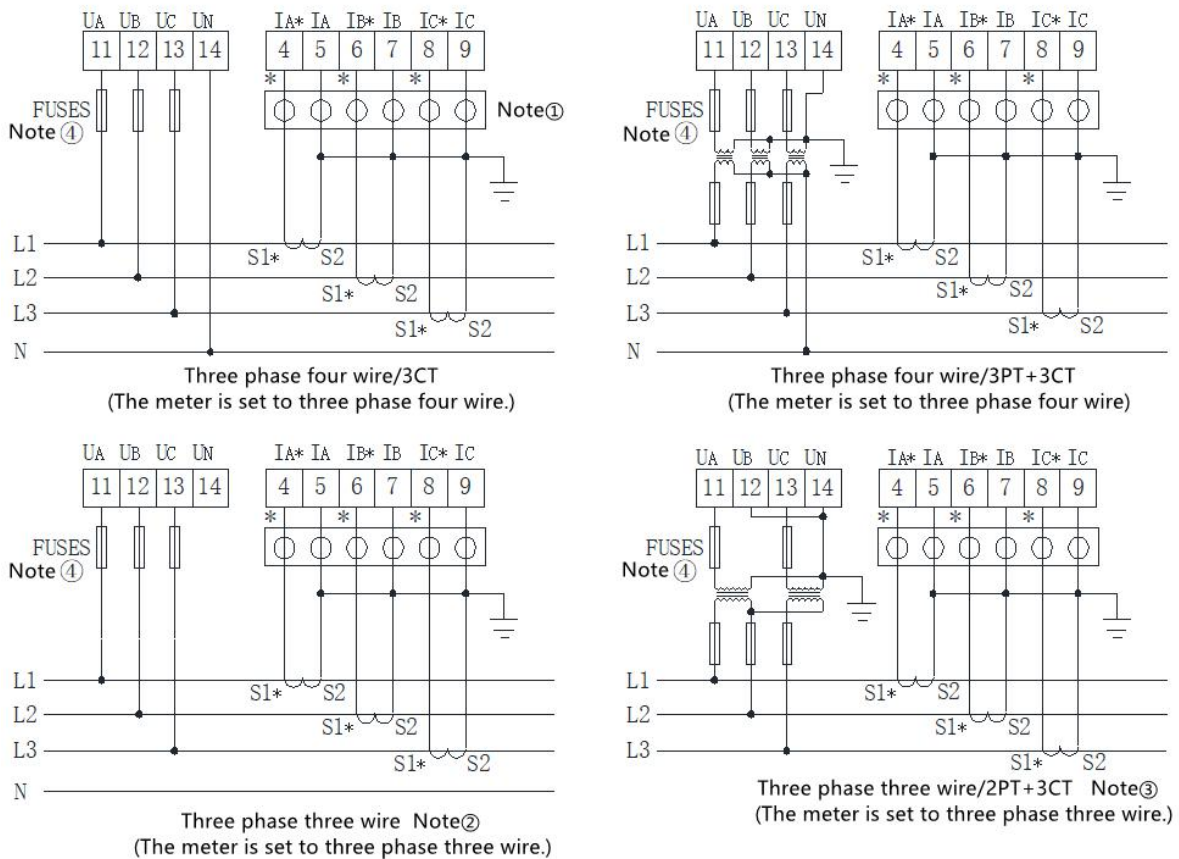 UA UB UC UN IA* IA IB* IB IC* IC
11 12 13 14 4 5 6 7 8 9
* * *
FUSES
Note④
Note①
L1
S1* S2
L2
S1* S2
L3
S1* S2
N
Three phase four wire/3CT
(The meter is set to three phase four wire.)
UA UB UC UN IA* IA IB* IB IC* IC
11 12 13 14 4 5 6 7 8 9
* * *
FUSES
Note④
L1
S1* S2
L2
S1* S2
L3
S1* S2
N
Three phase four wire/3PT+3CT
(The meter is set to three phase four wire)
UA UB UC UN IA* IA IB* IB IC* IC
11 12 13 14 4 5 6 7 8 9
* * *
FUSES
Note④
L1
S1* S2
L2
S1* S2
L3
S1* S2
N
Three phase three wire Note②
(The meter is set to three phase three wire.)
UA UB UC UN IA* IA IB* IB IC* IC
11 12 13 14 4 5 6 7 8 9
* * *
FUSES
Note④
L1
S1* S2
L2
S1* S2
L3
S1* S2
Three phase three wire/2PT+3CT Note③
(The meter is set to three phase three wire.)